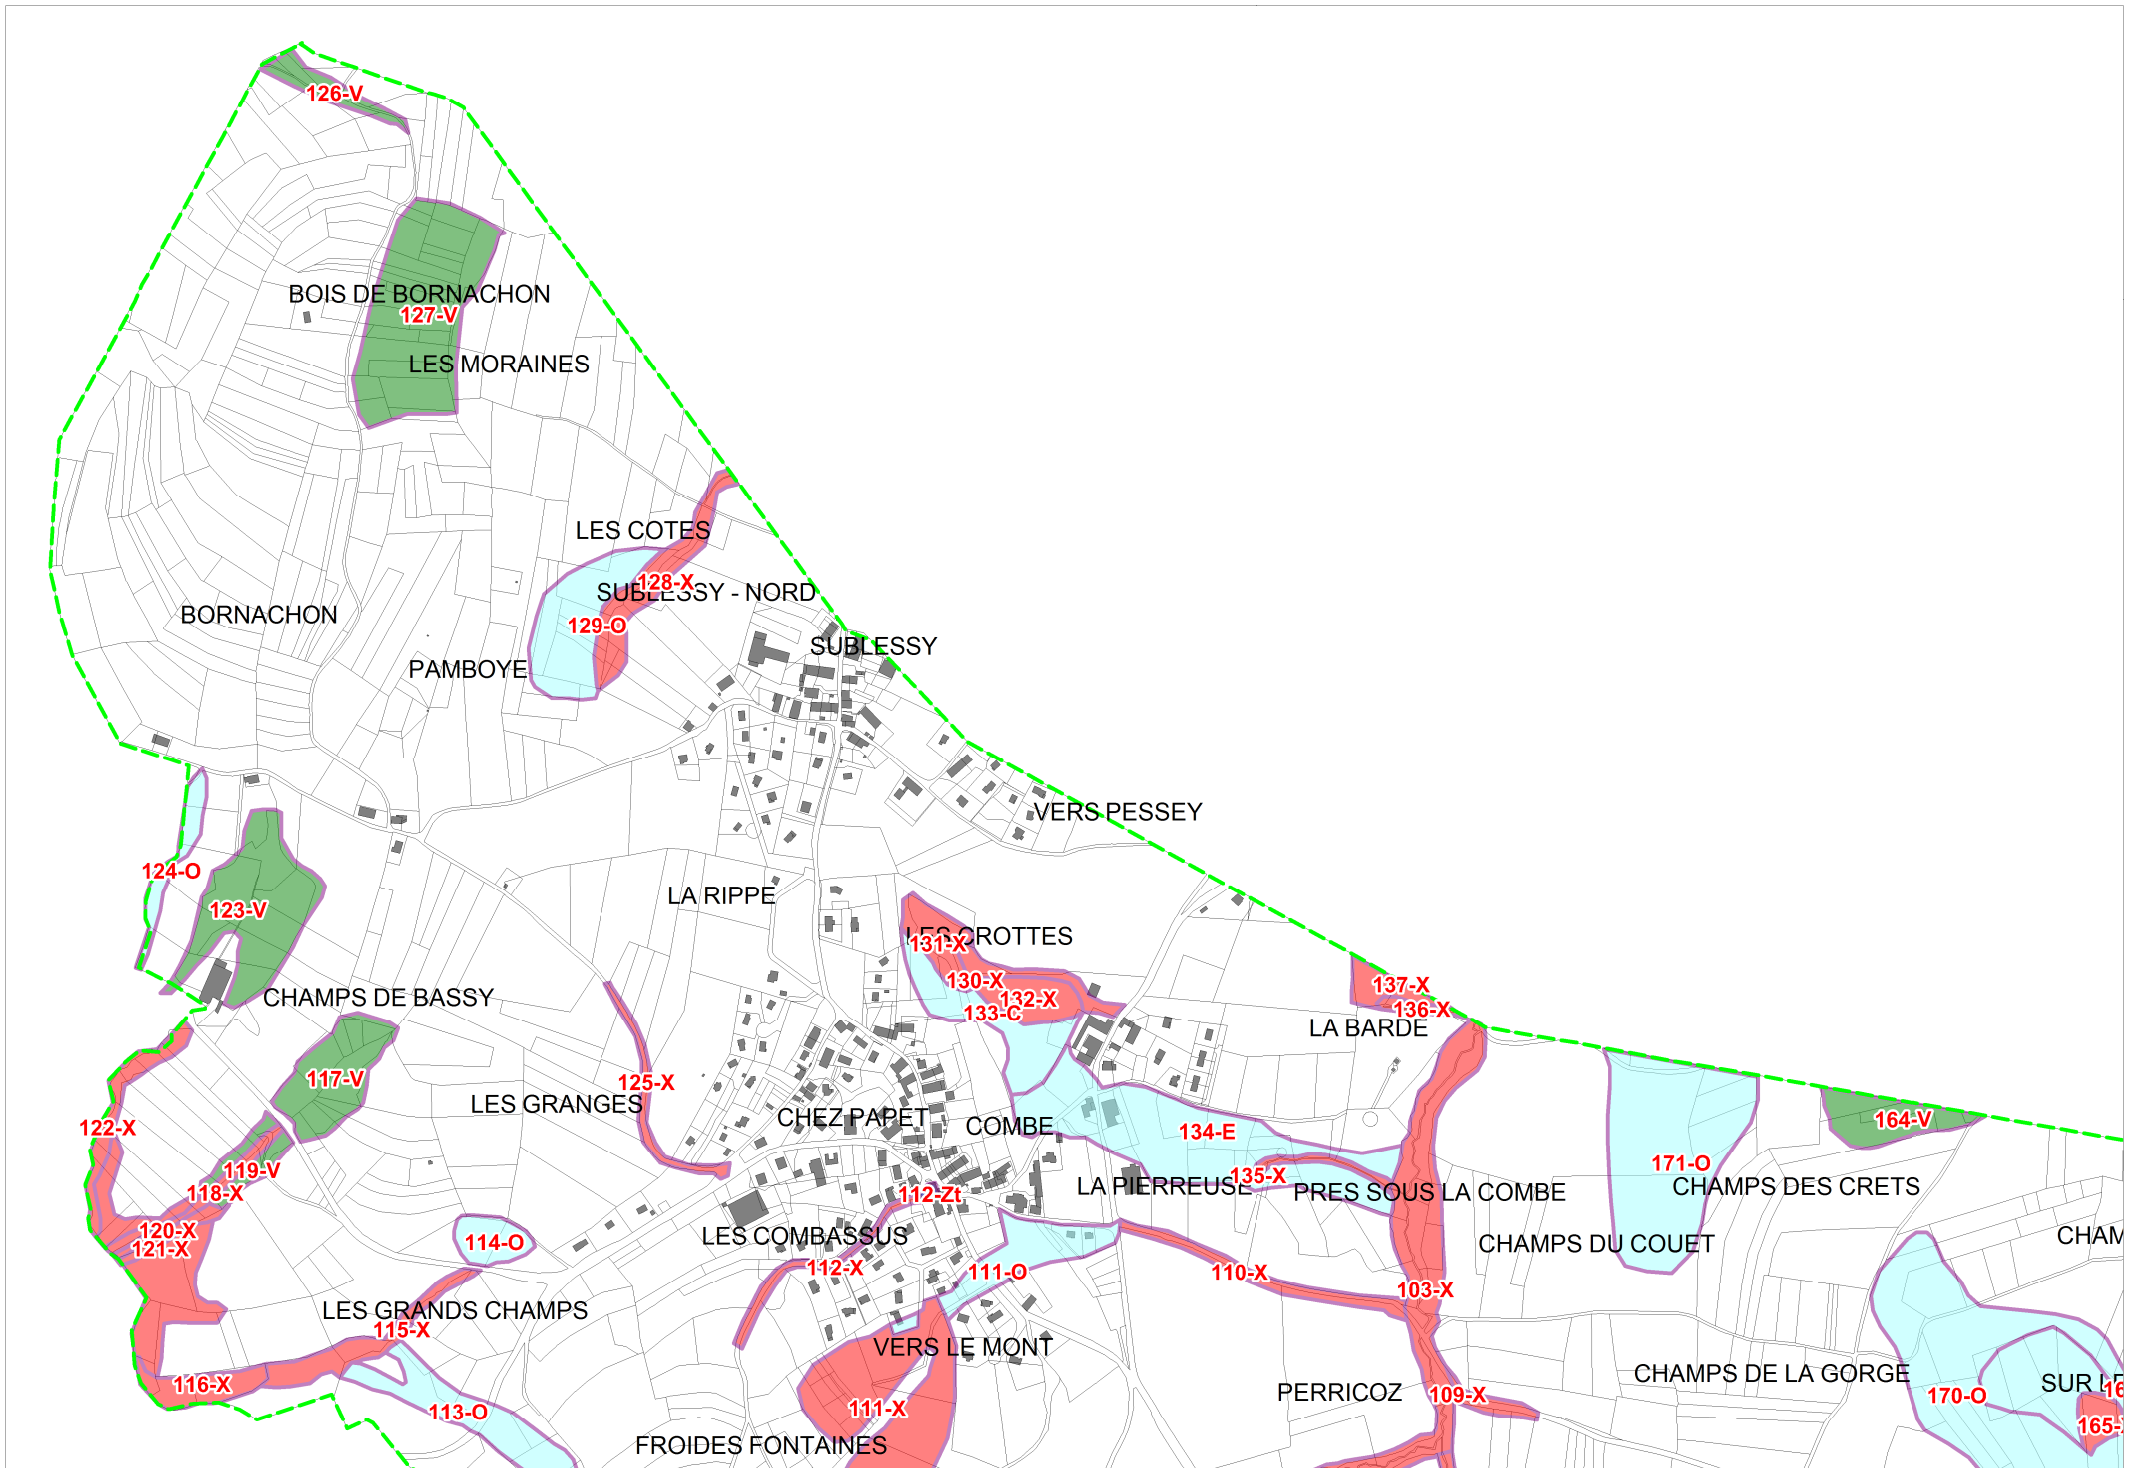 126-V
BOIS DE BORNACHON
127-V
LES MORAINES
LES COTES
128-X
SUBLESSY - NORD
129-O
BORNACHON
SUBLESSY
PAMBOYE
VERS PESSEY
124-O
LA RIPPE
123-V
LES CROTTES
131-X
130-X
137-X
CHAMPS DE BASSY
132-X
136-X
133-C
LA BARDE
117-V
125-X
LES GRANGES
CHEZ PAPET
COMBE
122-X
134-E
164-V
119-V
171-O
135-X
118-X
112-Zt
LA PIERREUSE
PRES SOUS LA COMBE
CHAMPS DES CRETS
120-X
121-X
114-O
LES COMBASSUS
CHAMPS DU COUET
CHAM
112-X
111-O
110-X
103-X
LES GRANDS CHAMPS
115-X
VERS LE MONT
116-X
CHAMPS DE LA GORGE
SUR
PERRICOZ
109-X
170-O
113-O
111-X
165-
FROIDES FONTAINES